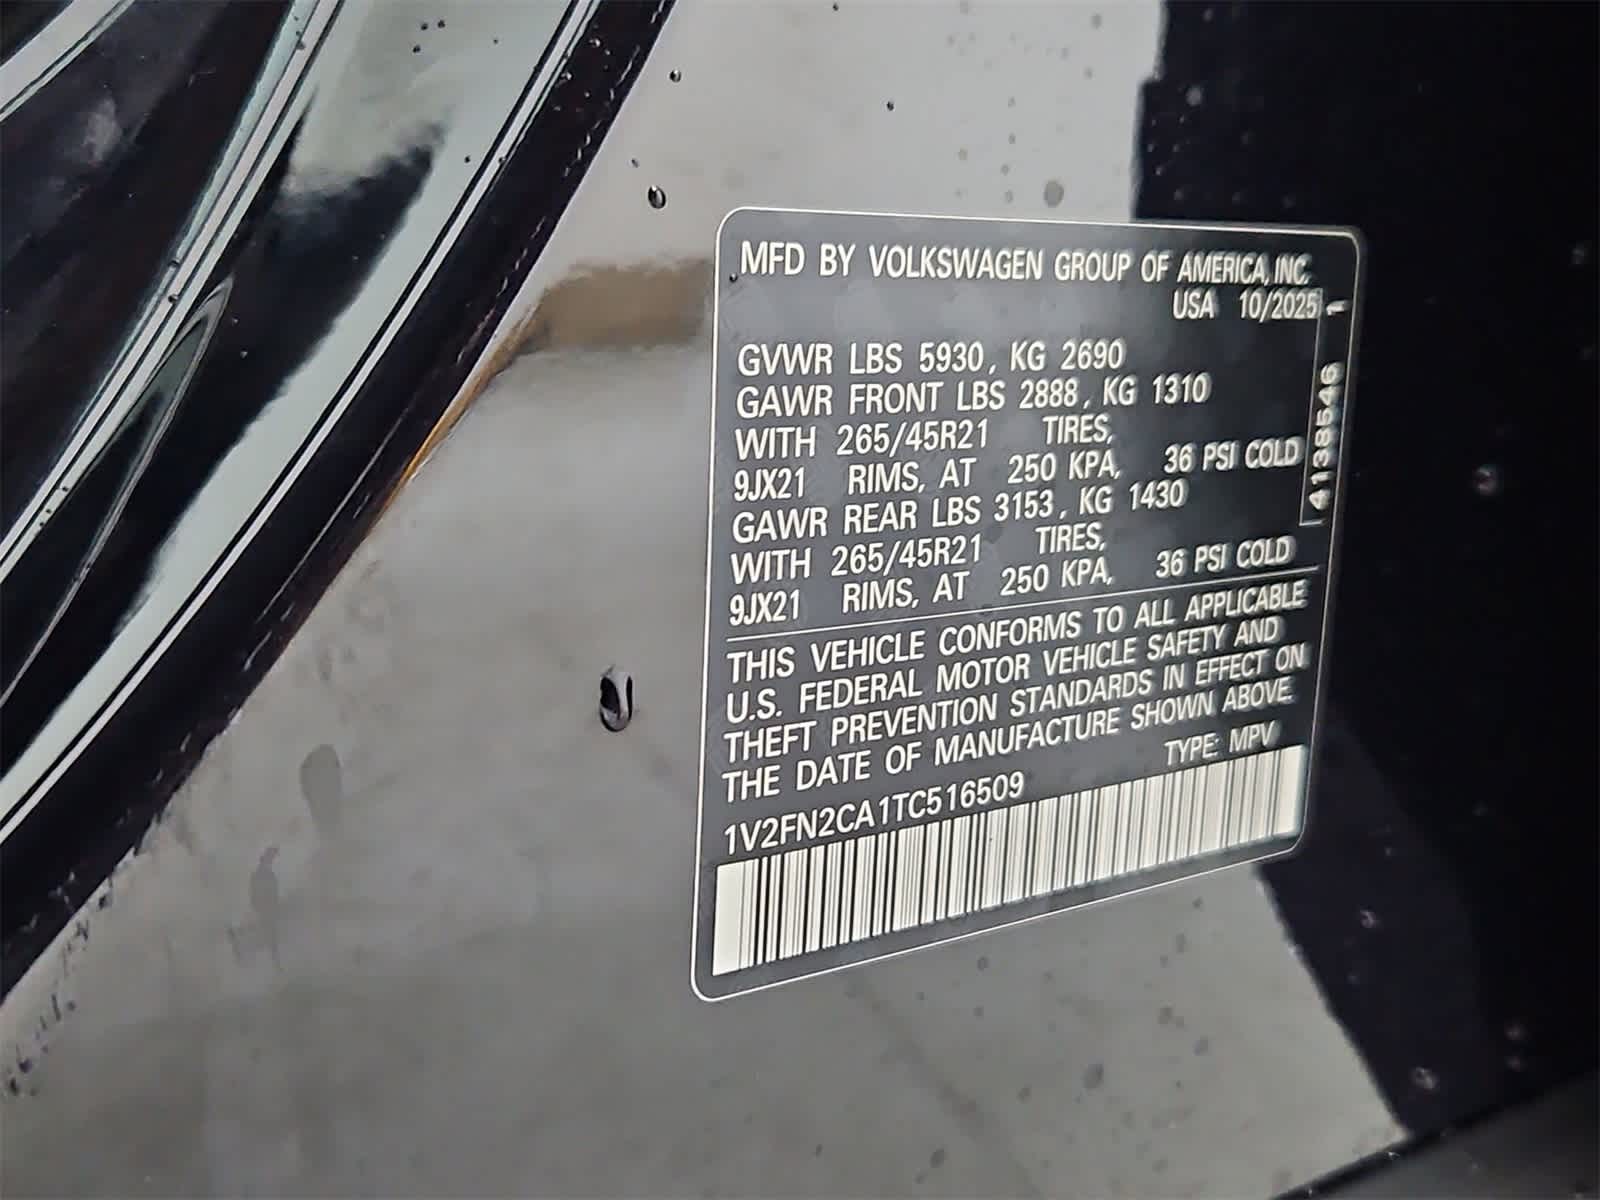 MFD BY VOLKSWAGEN GROUP OF AMERICA, INC.
USA 10/2025
GVWR LBS 5930, KG 2690
GAWR FRONT LBS 2888, KG 1310
WITH 265/45R21 TIRES,
9JX21 RIMS, AT 250 KPA, 36 PSI COLD
GAWR REAR LBS 3153, KG 1430
WITH 265/45R21 TIRES,
9JX21 RIMS, AT 250 KPA, 36 PSI COLD
THIS VEHICLE CONFORMS TO ALL APPLICABLE
U.S. FEDERAL MOTOR VEHICLE SAFETY AND
THEFT PREVENTION STANDARDS IN EFFECT ON
THE DATE OF MANUFACTURE SHOWN ABOVE.
TYPE: MPV
1V2FN2CA1TC516509
4138546 1